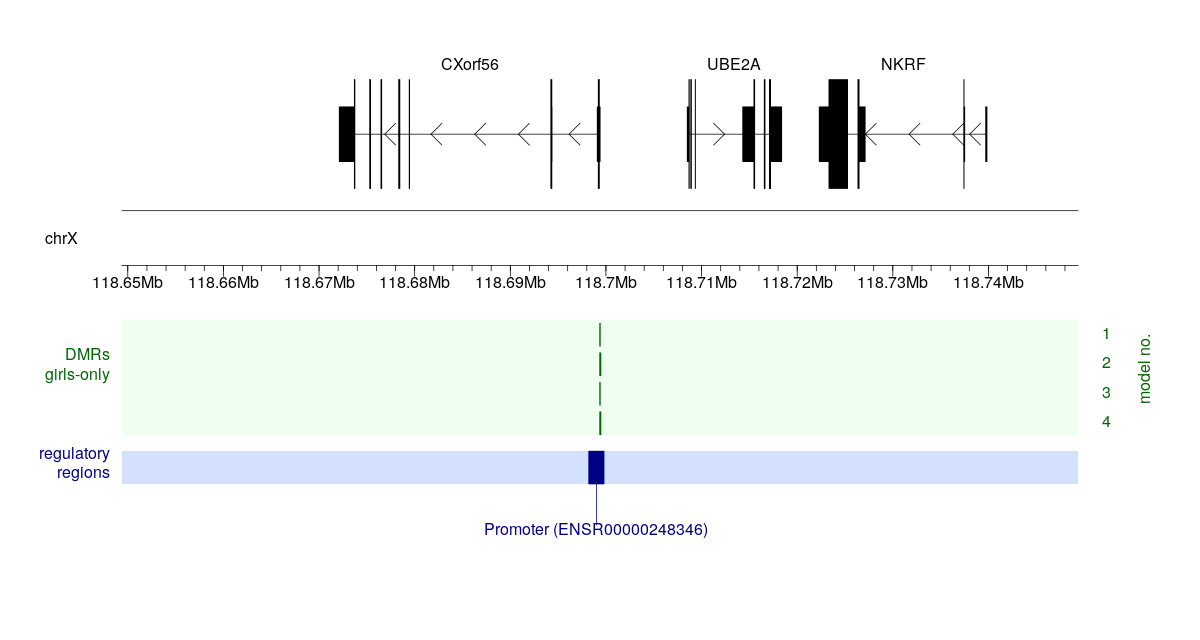 CXorf56 UBE2A NKRF
chrX
118.65Mb 118.66Mb 118.67Mb 118.68Mb 118.69Mb 118.7Mb 118.71Mb 118.72Mb 118.73Mb 118.74Mb
DMRs
girls-only
1
2
3
4
model no.
regulatory
regions
Promoter (ENSR00000248346)